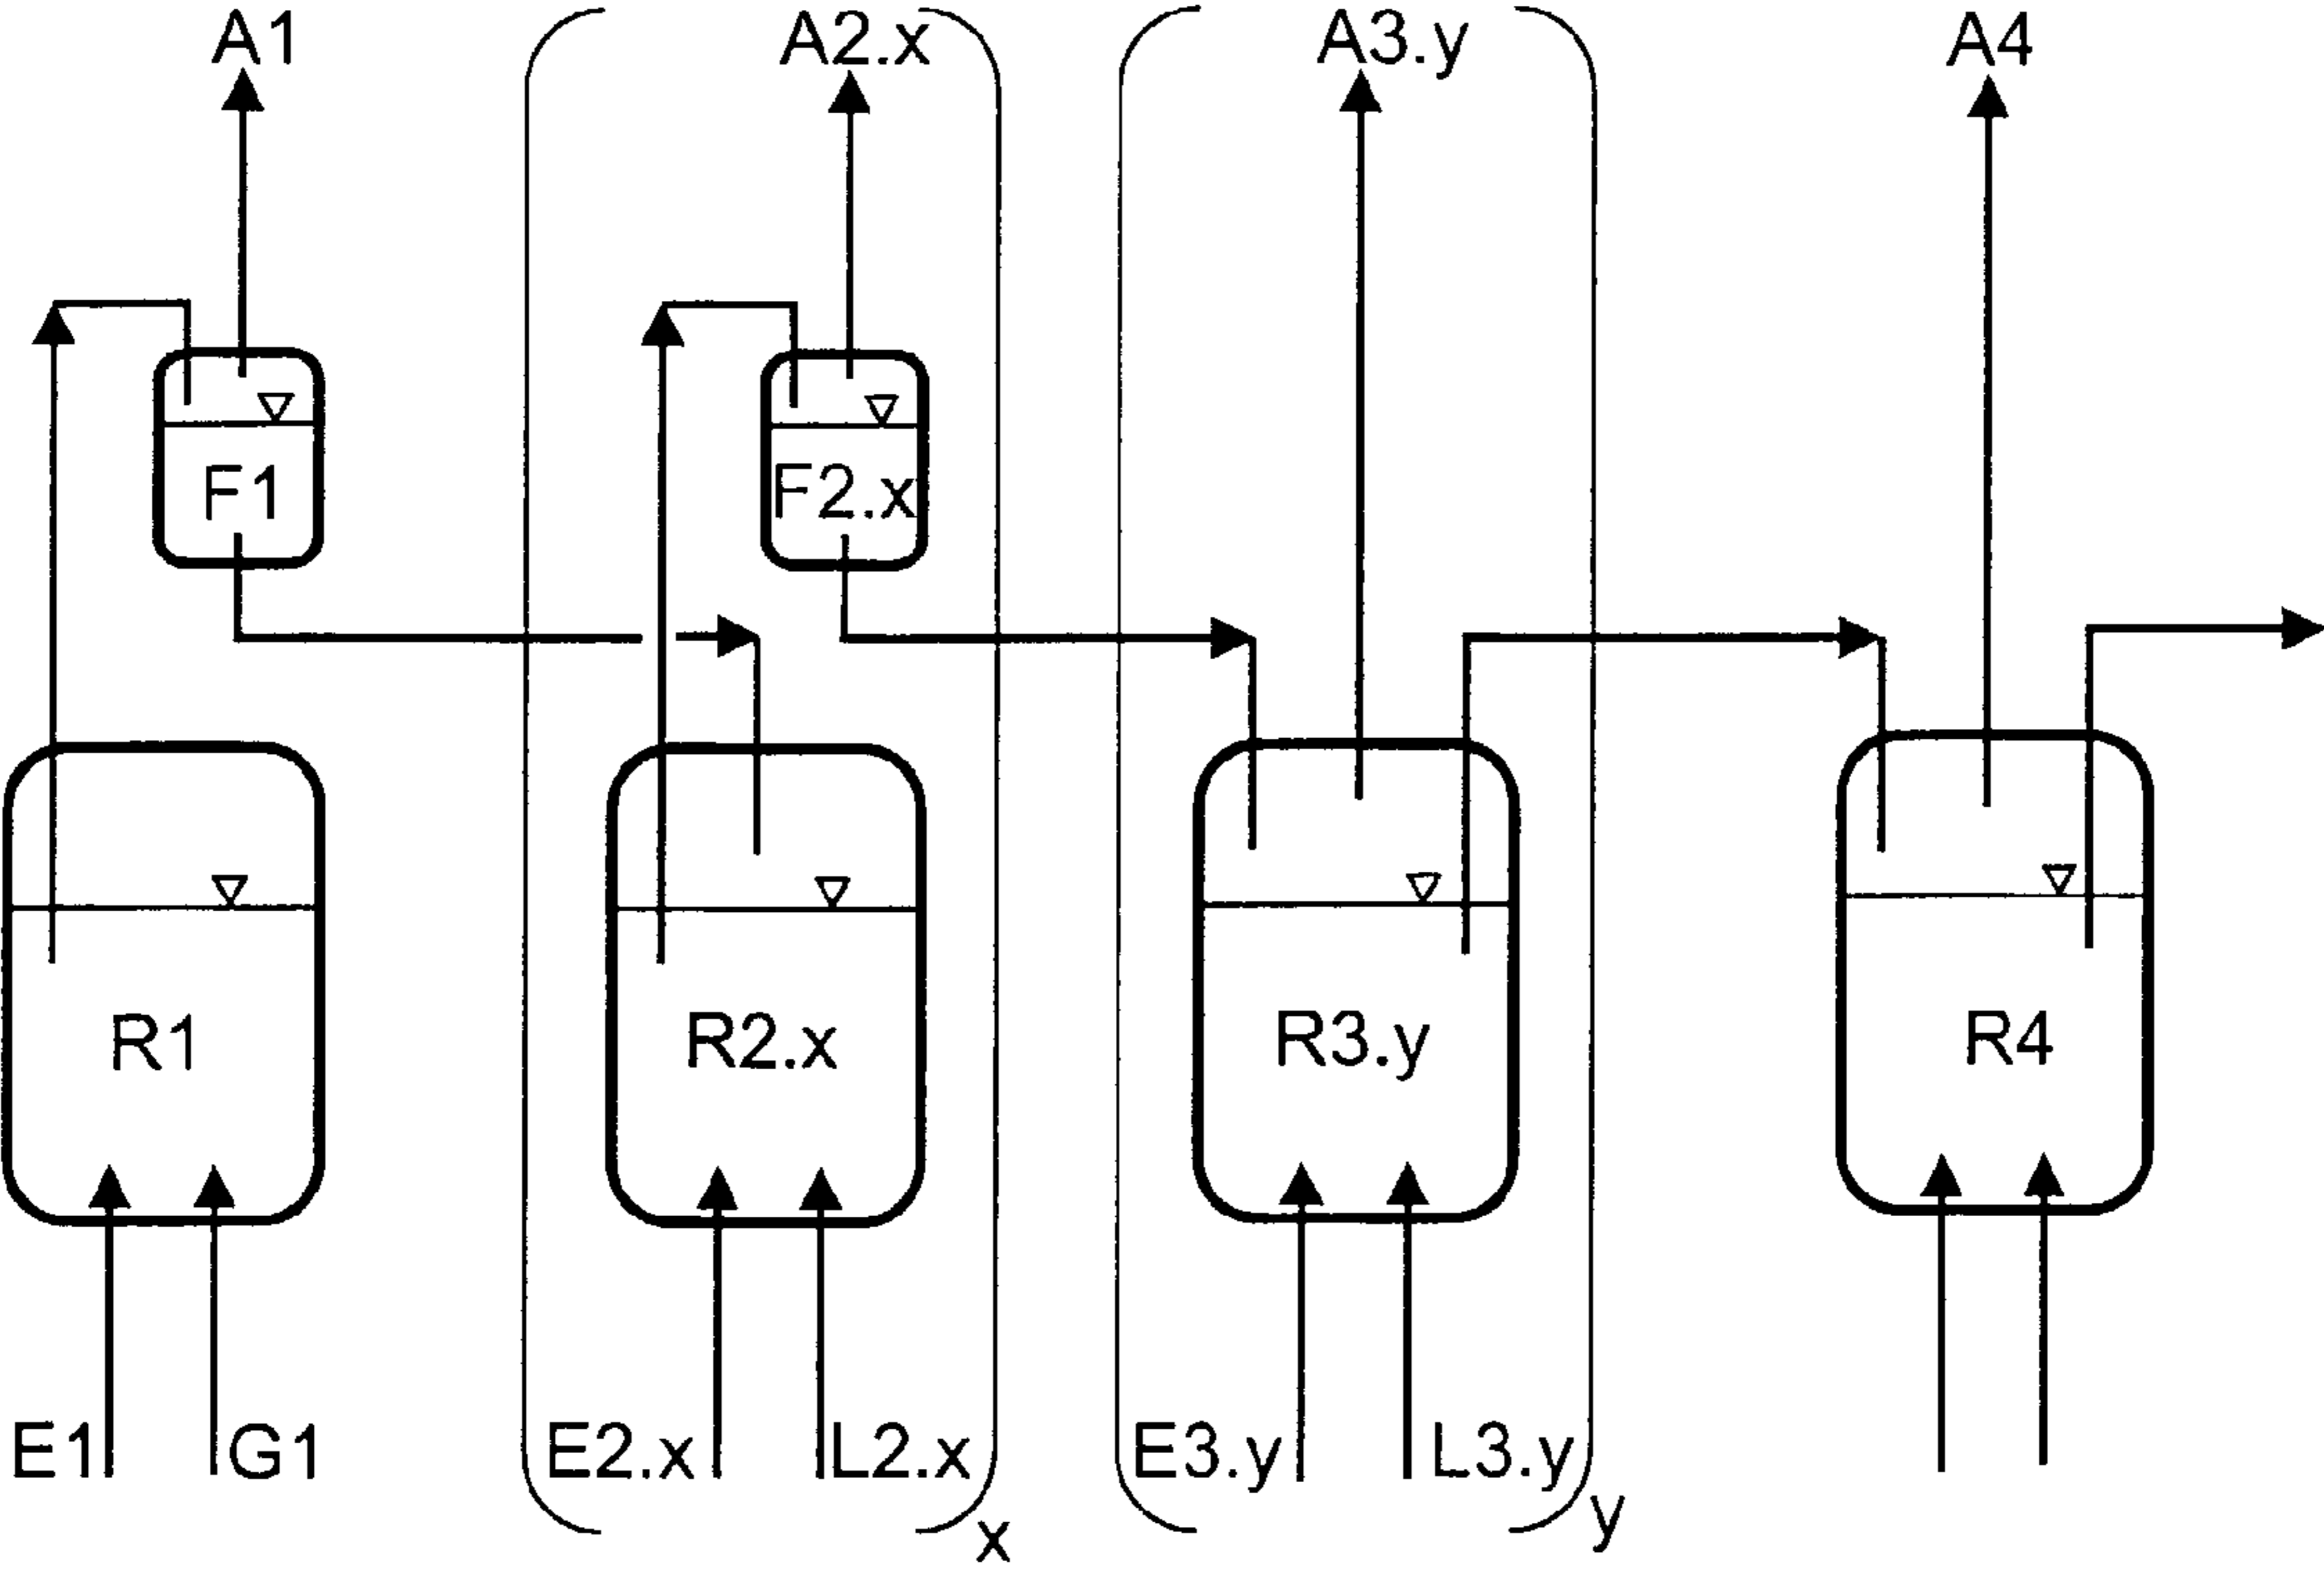 A1 A2.x A3.y A4
F1 F2.x
R1 R2.x R3.y R4
E1 G1 E2.x L2.x E3.y L3.y
x y